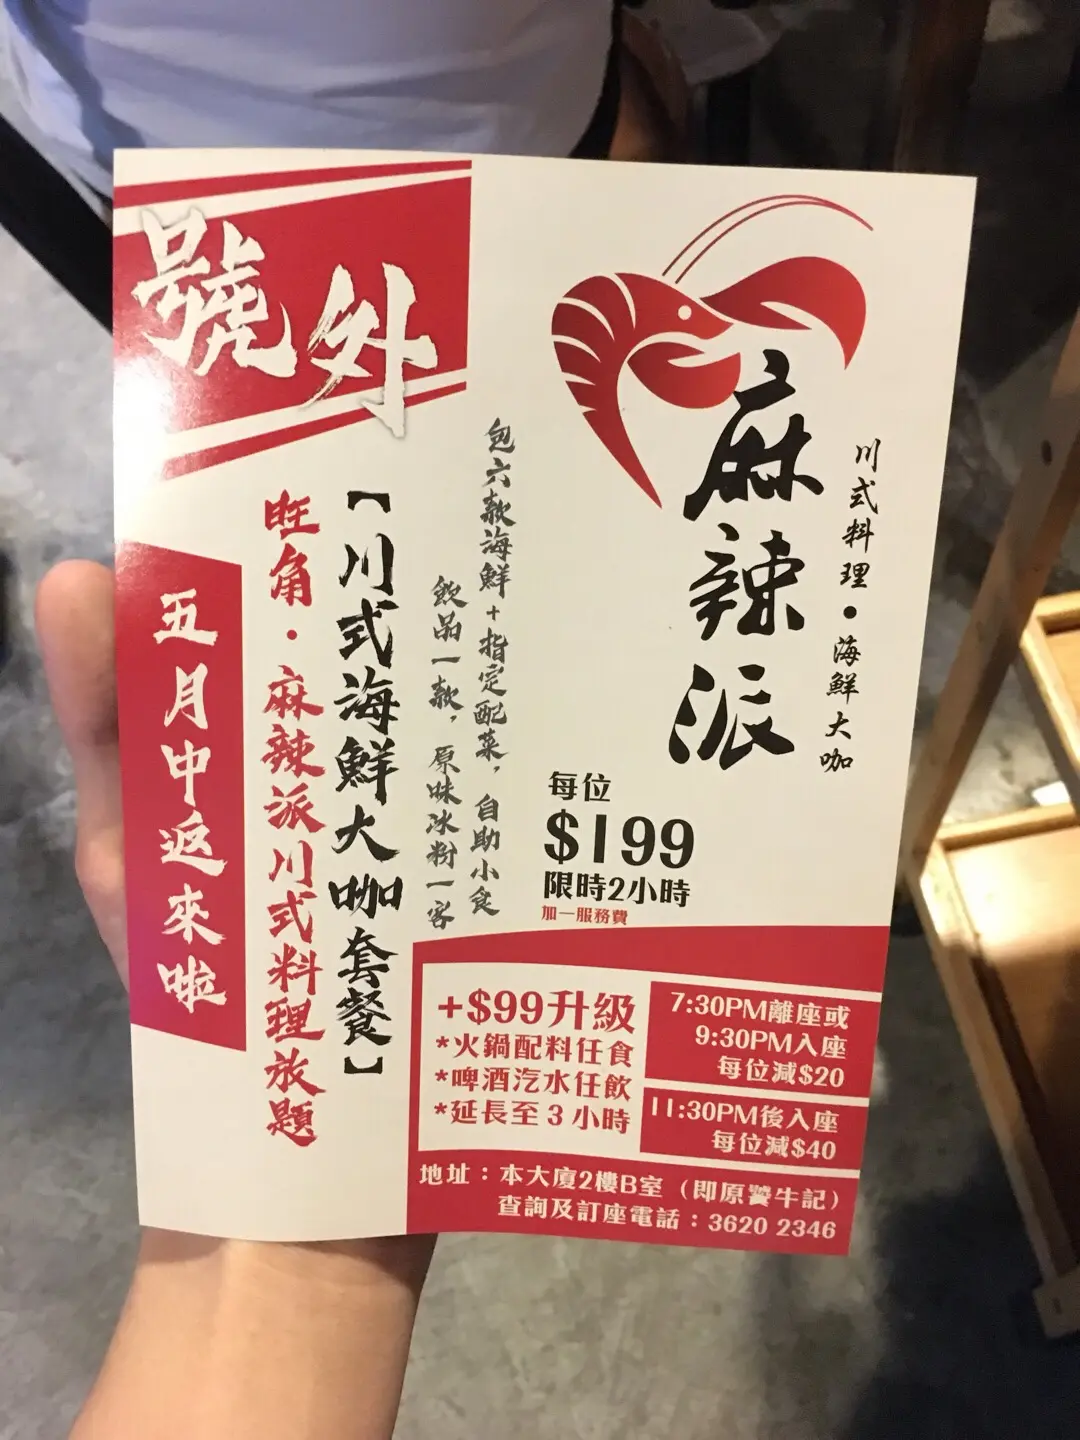 號外
麻辣派
川式料理•海鮮大咖
包六款海鮮+指定配菜，自助小食
飲品一款，原味冰粉一客
【川式海鮮大咖套餐】
旺角·麻辣派川式料理放題
五月中返來啦
每位
$199
限時2小時
加一服務費
+$99升級
*火鍋配料任食
*啤酒汽水任飲
*延長至3小時
7:30PM離座或
9:30PM入座
每位減$20
11:30PM後入座
每位減$40
地址：本大廈2樓B室（即原饗牛記）
查詢及訂座電話：3620 2346